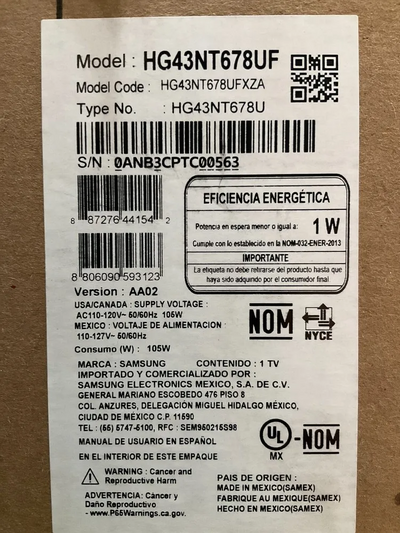 Model : HG43NT678UF
Model Code : HG43NT678UFXZA
Type No. : HG43NT678U
S/N : 0ANB3CPTC00563
8 87276 44154 2
EFICIENCIA ENERGÉTICA
Potencia en espera menor o igual a: 1 W
Cumple con lo establecido en la NOM-032-ENER-2013
IMPORTANTE
La etiqueta no debe retirarse del producto hasta que
haya sido adquirido por el consumidor final
8 806090 593123
Version : AA02
USA/CANADA : SUPPLY VOLTAGE :
AC110-120V~ 50/60Hz 105W
MEXICO : VOLTAJE DE ALIMENTACION :
110-127V~ 50/60Hz
Consumo (W) : 105W
NOM
NYCE
MARCA : SAMSUNG CONTENIDO : 1 TV
IMPORTADO Y COMERCIALIZADO POR :
SAMSUNG ELECTRONICS MEXICO, S.A. DE C.V.
GENERAL MARIANO ESCOBEDO 476 PISO 8
COL. ANZURES, DELEGACIÓN MIGUEL HIDALGO MÉXICO,
CIUDAD DE MÉXICO C.P. 11590
TEL : (55) 5747-5100, RFC : SEM950215S98
MANUAL DE USUARIO EN ESPAÑOL
EN EL INTERIOR DE ESTE EMPAQUE
UL -NOM
MX
WARNING : Cancer and
Reproductive Harm
ADVERTENCIA: Cáncer y
Daño Reproductivo
- www.P65Warnings.ca.gov.
PAIS DE ORIGEN :
MADE IN MEXICO(SAMEX)
FABRIQUE AU MEXIQUE(SAMEX)
HECHO EN MEXICO(SAMEX)